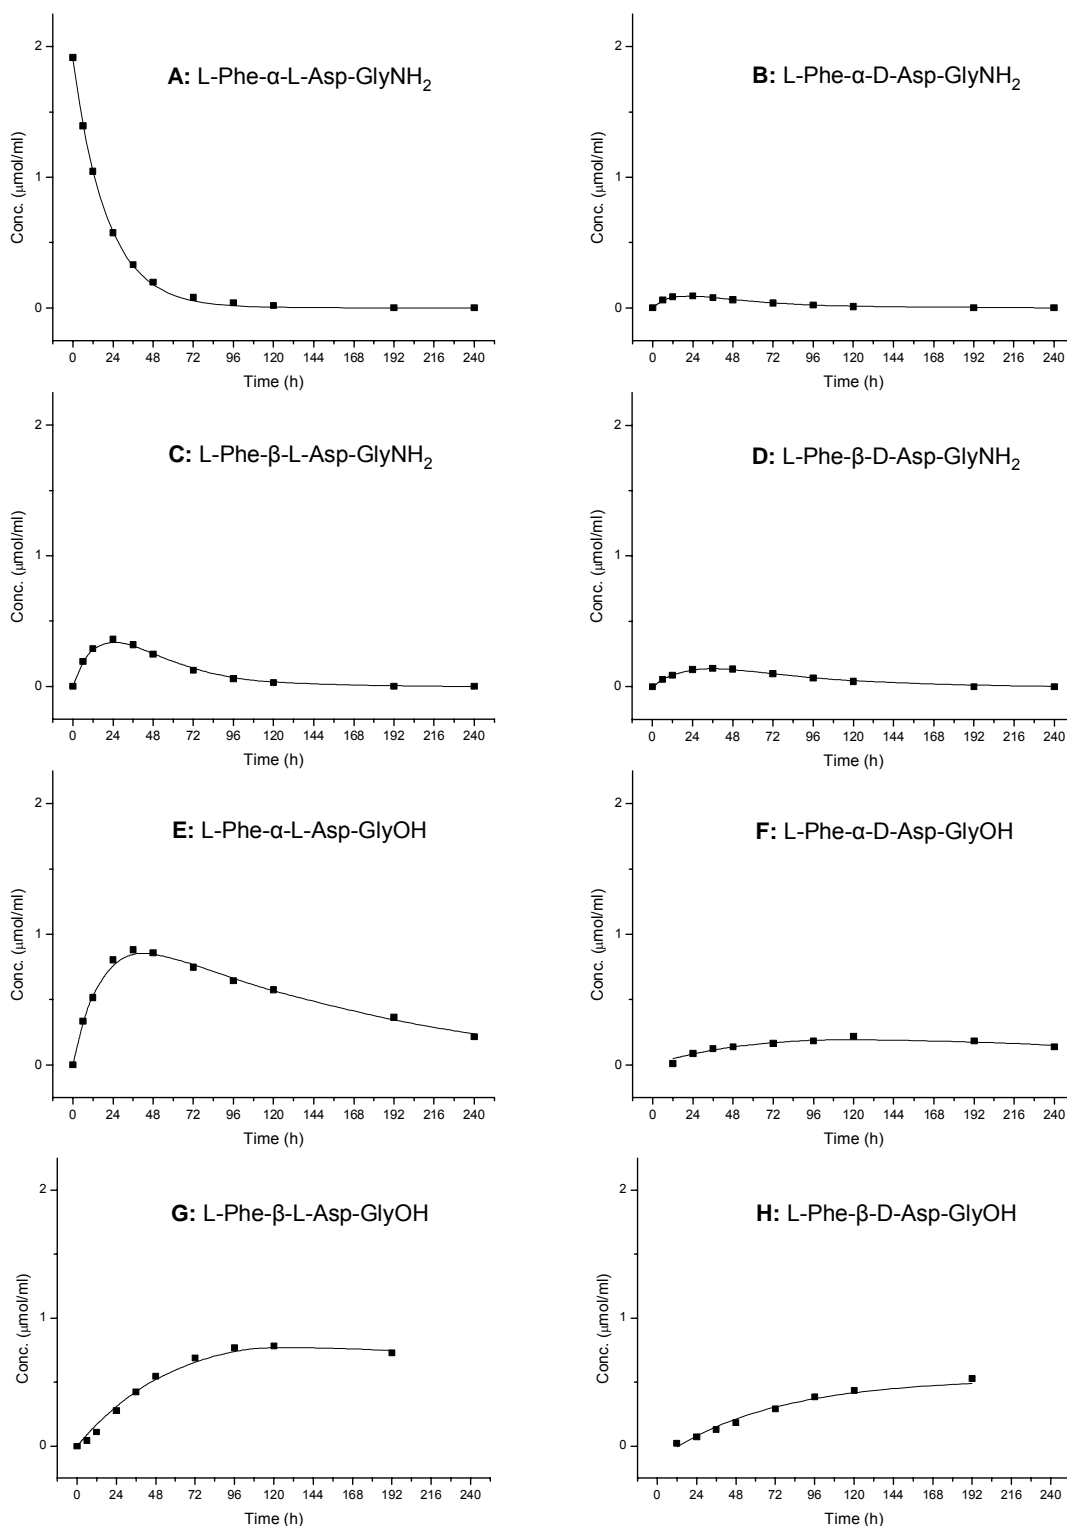 A: L-Phe-α-L-Asp-GlyNH2
2
1
0
Conc. (μmol/ml)
0 24 48 72 96 120 144 168 192 216 240
Time (h)
B: L-Phe-α-D-Asp-GlyNH2
2
1
0
Conc. (μmol/ml)
0 24 48 72 96 120 144 168 192 216 240
Time (h)
C: L-Phe-β-L-Asp-GlyNH2
2
1
0
Conc. (μmol/ml)
0 24 48 72 96 120 144 168 192 216 240
Time (h)
D: L-Phe-β-D-Asp-GlyNH2
2
1
0
Conc. (μmol/ml)
0 24 48 72 96 120 144 168 192 216 240
Time (h)
E: L-Phe-α-L-Asp-GlyOH
2
1
0
Conc. (μmol/ml)
0 24 48 72 96 120 144 168 192 216 240
Time (h)
F: L-Phe-α-D-Asp-GlyOH
2
1
0
Conc. (μmol/ml)
0 24 48 72 96 120 144 168 192 216 240
Time (h)
G: L-Phe-β-L-Asp-GlyOH
2
1
0
Conc. (μmol/ml)
0 24 48 72 96 120 144 168 192 216 240
Time (h)
H: L-Phe-β-D-Asp-GlyOH
2
1
0
Conc. (μmol/ml)
0 24 48 72 96 120 144 168 192 216 240
Time (h)